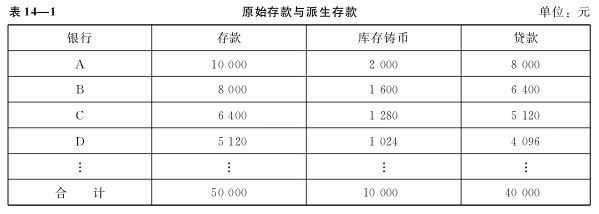 表14—1 原始存款与派生存款 单位：元
银行 存款 库存铸币 贷款
A 10 000 2 000 8 000
B 8 000 1 600 6 400
C 6 400 1 280 5 120
D 5 120 1 024 4 096
⋮ ⋮ ⋮ ⋮
合 计 50 000 10 000 40 000